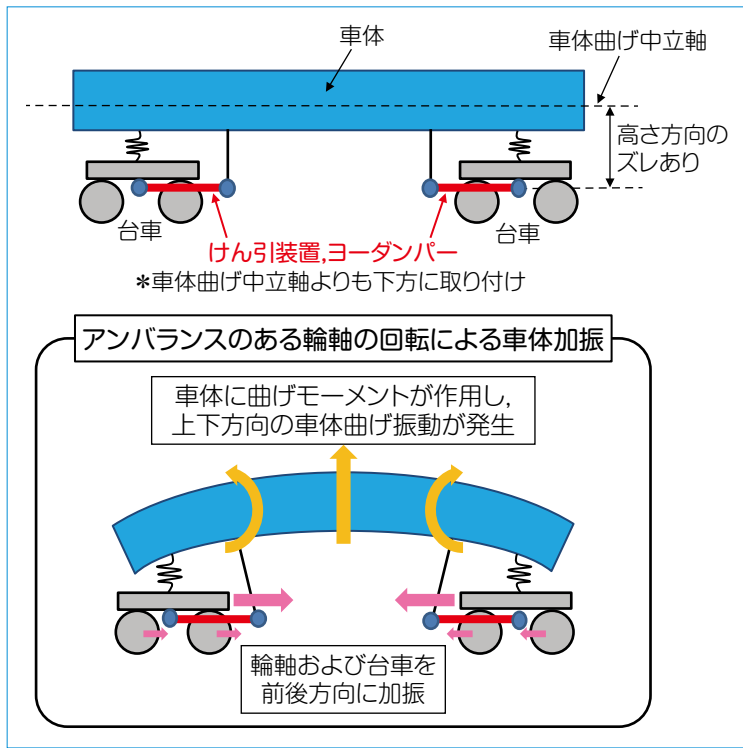 車体
車体曲げ中立軸
高さ方向の
ズレあり
台車
台車
けん引装置,ヨーダンパー
*車体曲げ中立軸よりも下方に取り付け
アンバランスのある輪軸の回転による車体加振
車体に曲げモーメントが作用し,
上下方向の車体曲げ振動が発生
輪軸および台車を
前後方向に加振